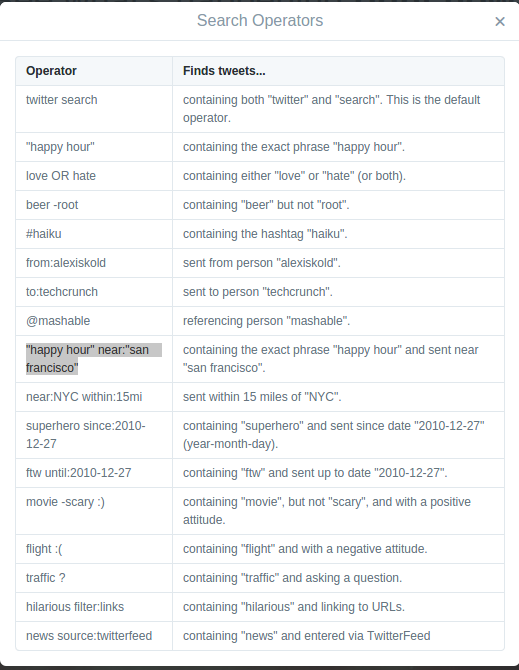 Search Operators ×
Operator Finds tweets...
twitter search containing both "twitter" and "search". This is the default
operator.
"happy hour" containing the exact phrase "happy hour".
love OR hate containing either "love" or "hate" (or both).
beer -root containing "beer" but not "root".
#haiku containing the hashtag "haiku".
from:alexiskold sent from person "alexiskold".
to:techcrunch sent to person "techcrunch".
@mashable referencing person "mashable".
"happy hour" near:"san containing the exact phrase "happy hour" and sent near
francisco" "san francisco".
near:NYC within:15mi sent within 15 miles of "NYC".
superhero since:2010- containing "superhero" and sent since date "2010-12-27"
12-27 (year-month-day).
ftw until:2010-12-27 containing "ftw" and sent up to date "2010-12-27".
movie -scary :) containing "movie", but not "scary", and with a positive
attitude.
flight :( containing "flight" and with a negative attitude.
traffic ? containing "traffic" and asking a question.
hilarious filter:links containing "hilarious" and linking to URLs.
news source:twitterfeed containing "news" and entered via TwitterFeed